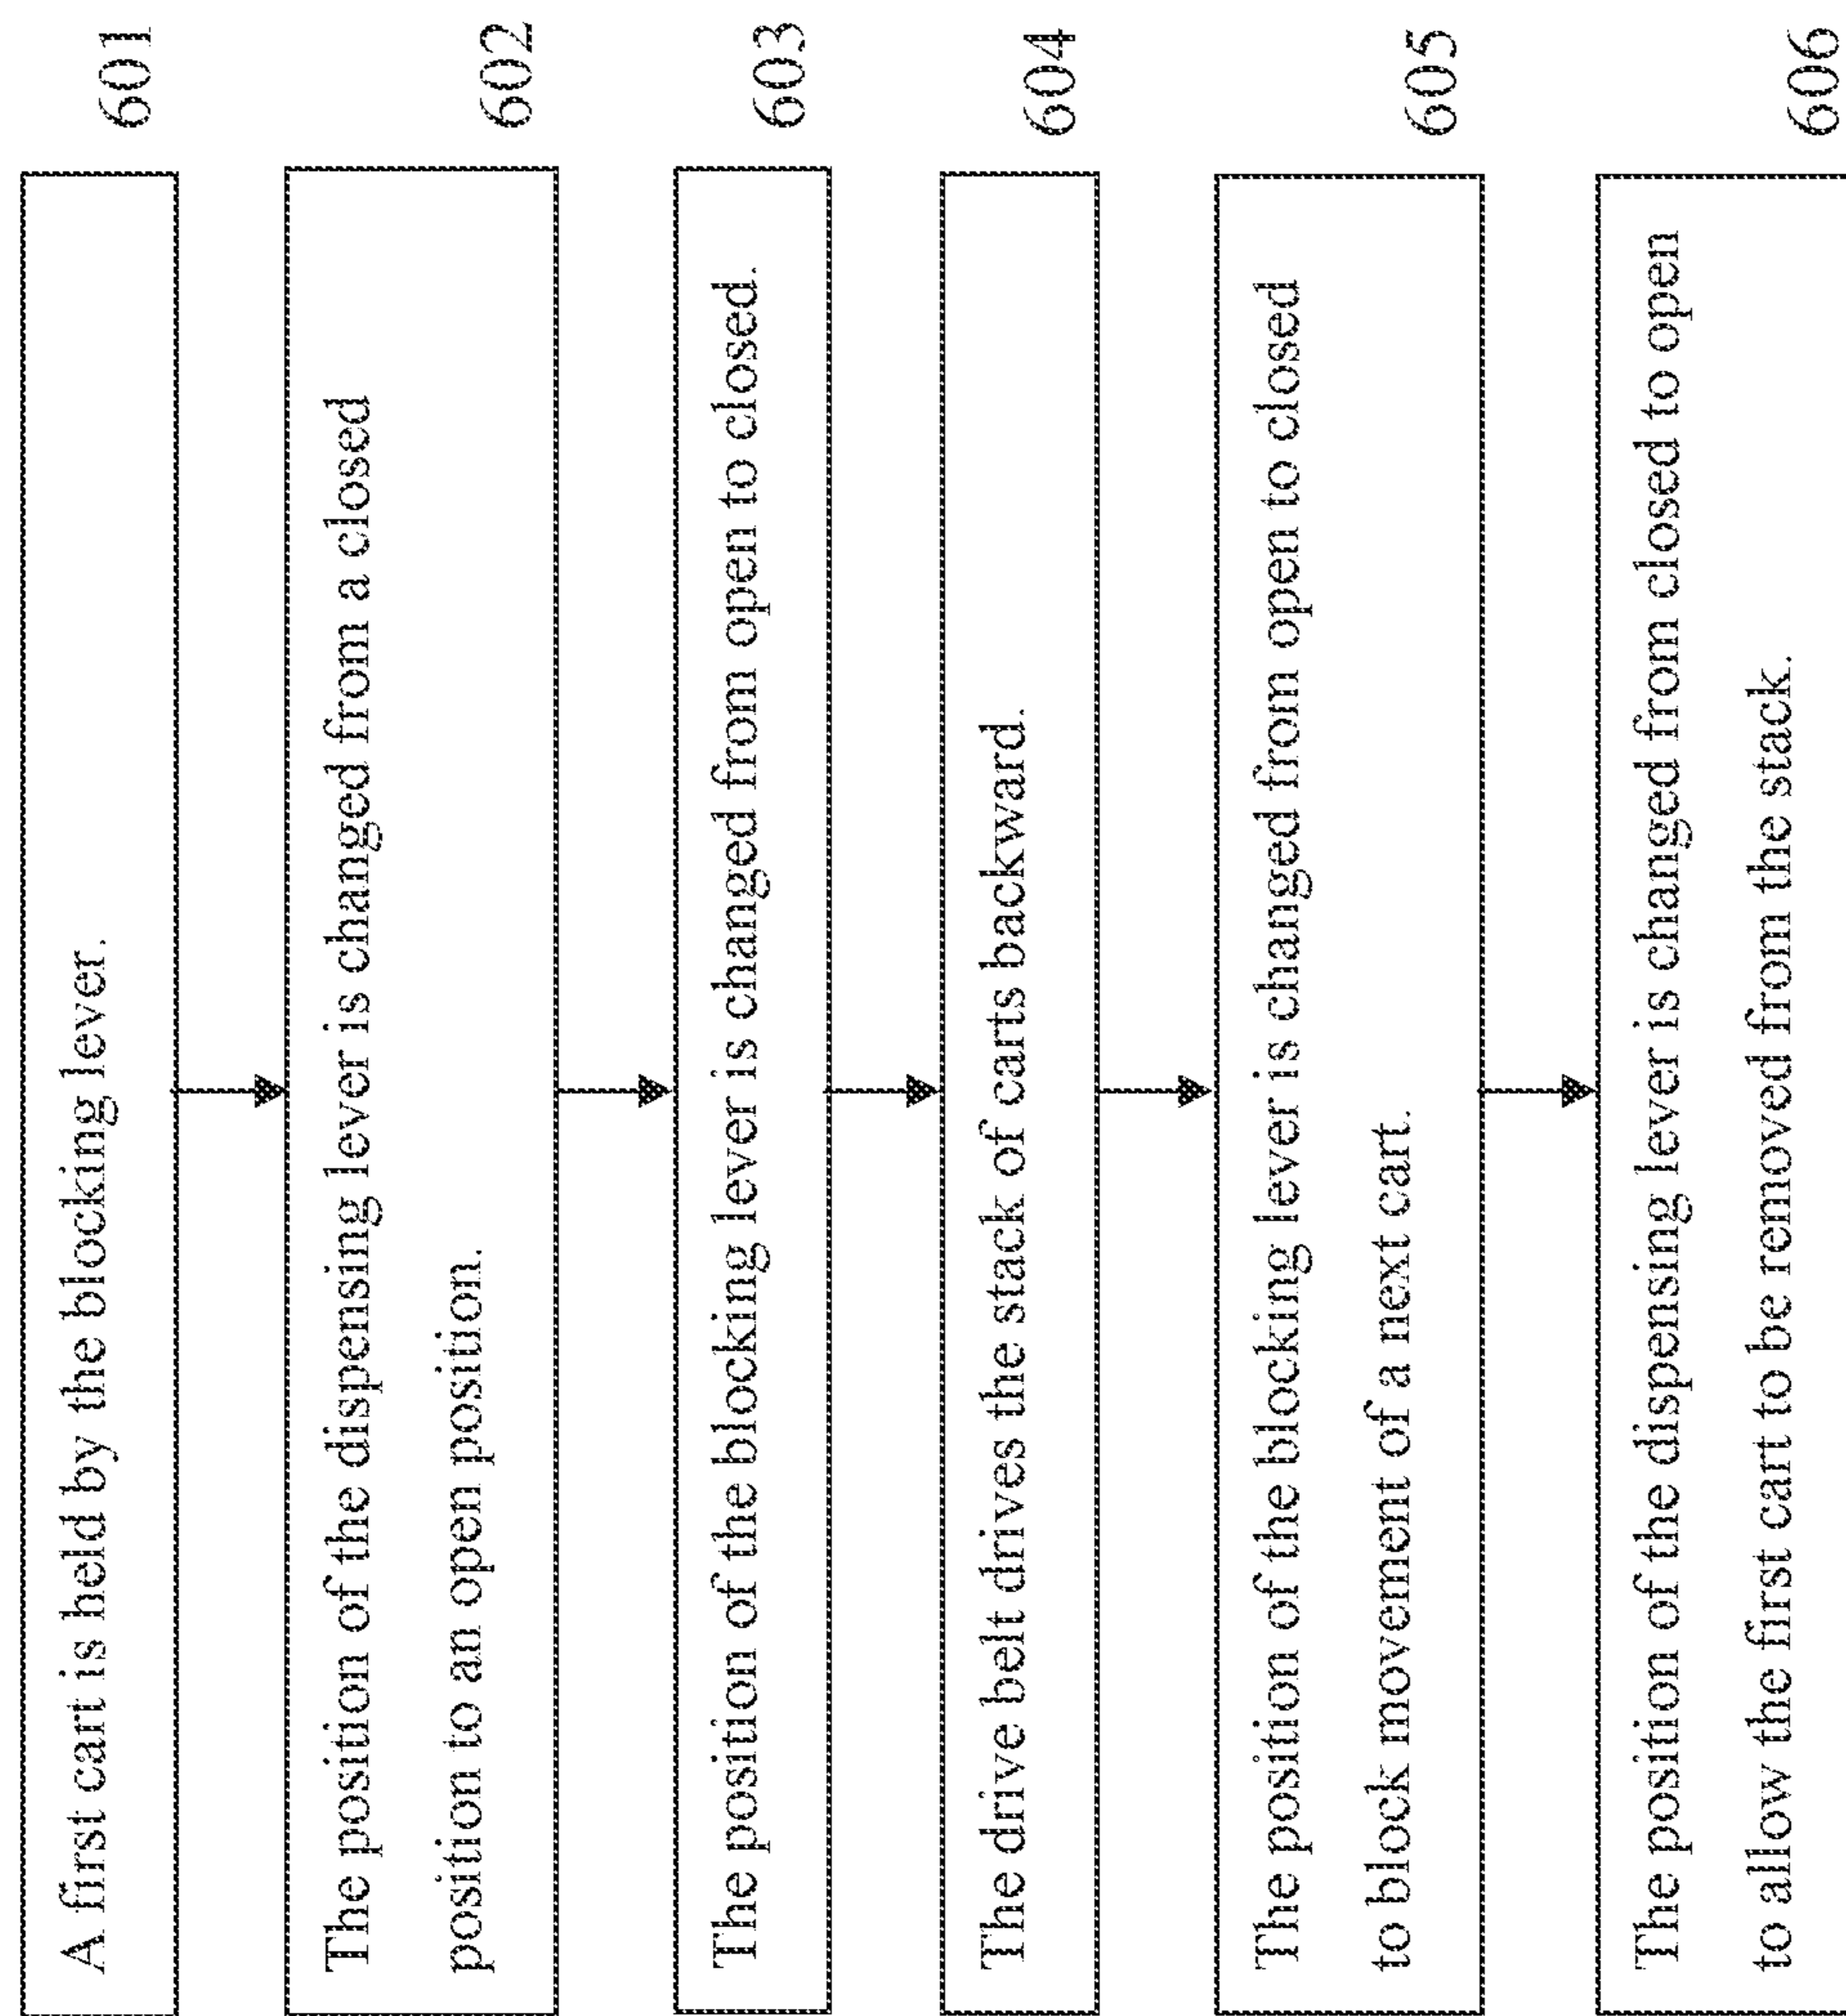 A first cart is held by the blocking lever.
601
The position of the dispensing lever is changed from a closed
position to an open position.
602
The position of the blocking lever is changed from open to closed.
603
The drive belt drives the stack of carts backward.
604
The position of the blocking lever is changed from open to closed
to block movement of a next cart.
605
The position of the dispensing lever is changed from closed to open
to allow the first cart to be removed from the stack.
606